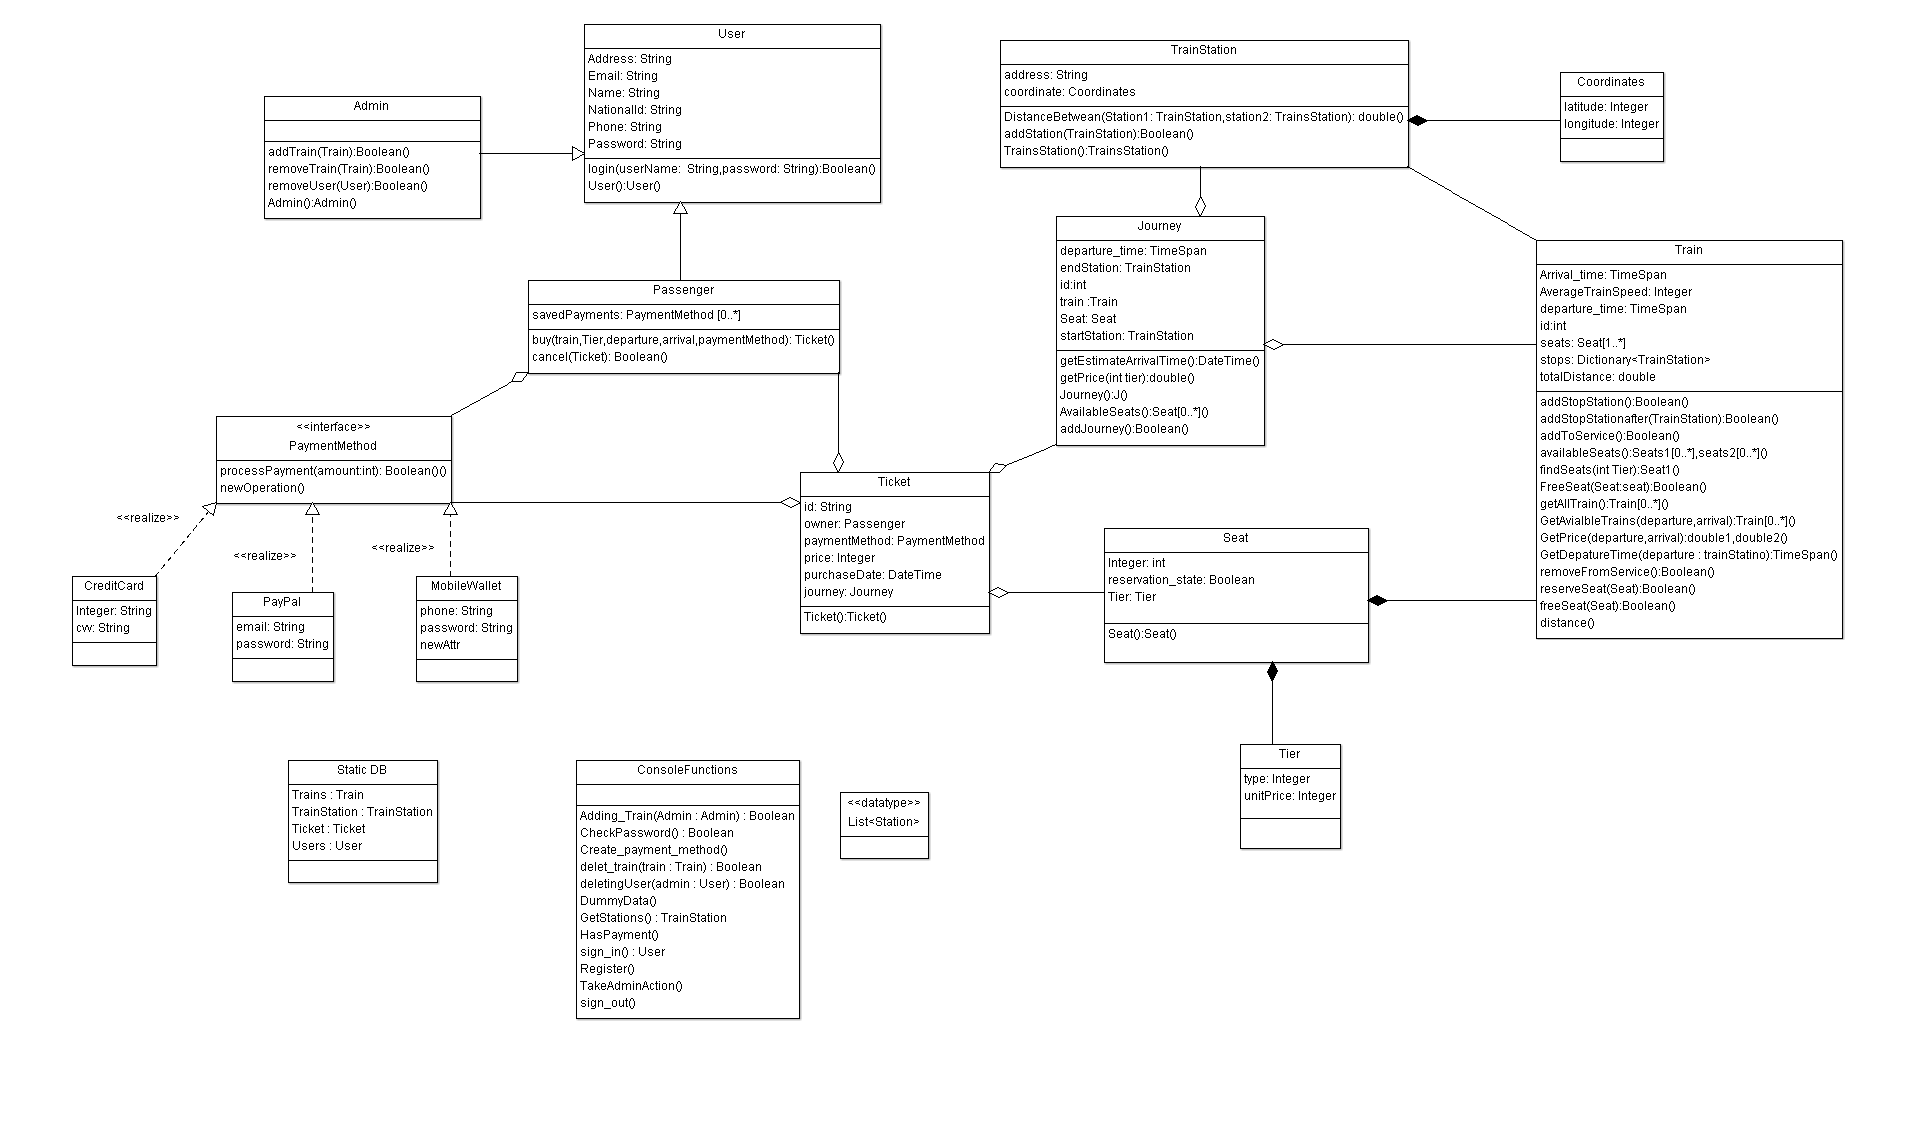 User
Address: String
Email: String
Name: String
NationalId: String
Phone: String
Password: String
login(userName:  String,password: String):Boolean()
User():User()
TrainStation
address: String
coordinate: Coordinates
DistanceBetwean(Station1: TrainStation,station2: TrainsStation): double()
addStation(TrainStation):Boolean()
TrainsStation():TrainsStation()
Coordinates
latitude: Integer
longitude: Integer
Admin
addTrain(Train):Boolean()
removeTrain(Train):Boolean()
removeUser(User):Boolean()
Admin():Admin()
Journey
departure_time: TimeSpan
endStation: TrainStation
id:int
train :Train
Seat: Seat
startStation: TrainStation
getEstimateArrivalTime():DateTime()
getPrice(int tier):double()
Journey():J()
AvailableSeats():Seat[0..*]()
addJourney():Boolean()
Train
Arrival_time: TimeSpan
AverageTrainSpeed: Integer
departure_time: TimeSpan
id:int
seats: Seat[1..*]
stops: Dictionary<TrainStation>
totalDistance: double
addStopStation():Boolean()
addStopStationafter(TrainStation):Boolean()
addToService():Boolean()
availableSeats():Seats1[0..*],seats2[0..*]()
findSeats(int Tier):Seat1()
FreeSeat(Seat:seat):Boolean()
getAllTrain():Train[0..*]()
GetAvialbleTrains(departure,arrival):Train[0..*]()
GetPrice(departure,arrival):double1,double2()
GetDepatureTime(departure : trainStatino):TimeSpan()
removeFromService():Boolean()
reserveSeat(Seat):Boolean()
freeSeat(Seat):Boolean()
distance()
Passenger
savedPayments: PaymentMethod [0..*]
buy(train,Tier,departure,arrival,paymentMethod): Ticket()
cancel(Ticket): Boolean()
<<interface>>
PaymentMethod
processPayment(amount:int): Boolean()()
newOperation()
<<realize>>
<<realize>>
<<realize>>
Ticket
id: String
owner: Passenger
paymentMethod: PaymentMethod
price: Integer
purchaseDate: DateTime
journey: Journey
Ticket():Ticket()
Seat
Integer: int
reservation_state: Boolean
Tier: Tier
Seat():Seat()
CreditCard
Integer: String
cvv: String
PayPal
email: String
password: String
MobileWallet
phone: String
password: String
newAttr
Tier
type: Integer
unitPrice: Integer
Static DB
Trains : Train
TrainStation : TrainStation
Ticket : Ticket
Users : User
ConsoleFunctions
Adding_Train(Admin : Admin) : Boolean
CheckPassword() : Boolean
Create_payment_method()
delet_train(train : Train) : Boolean
deletingUser(admin : User) : Boolean
DummyData()
GetStations() : TrainStation
HasPayment()
sign_in() : User
Register()
TakeAdminAction()
sign_out()
<<datatype>>
List<Station>